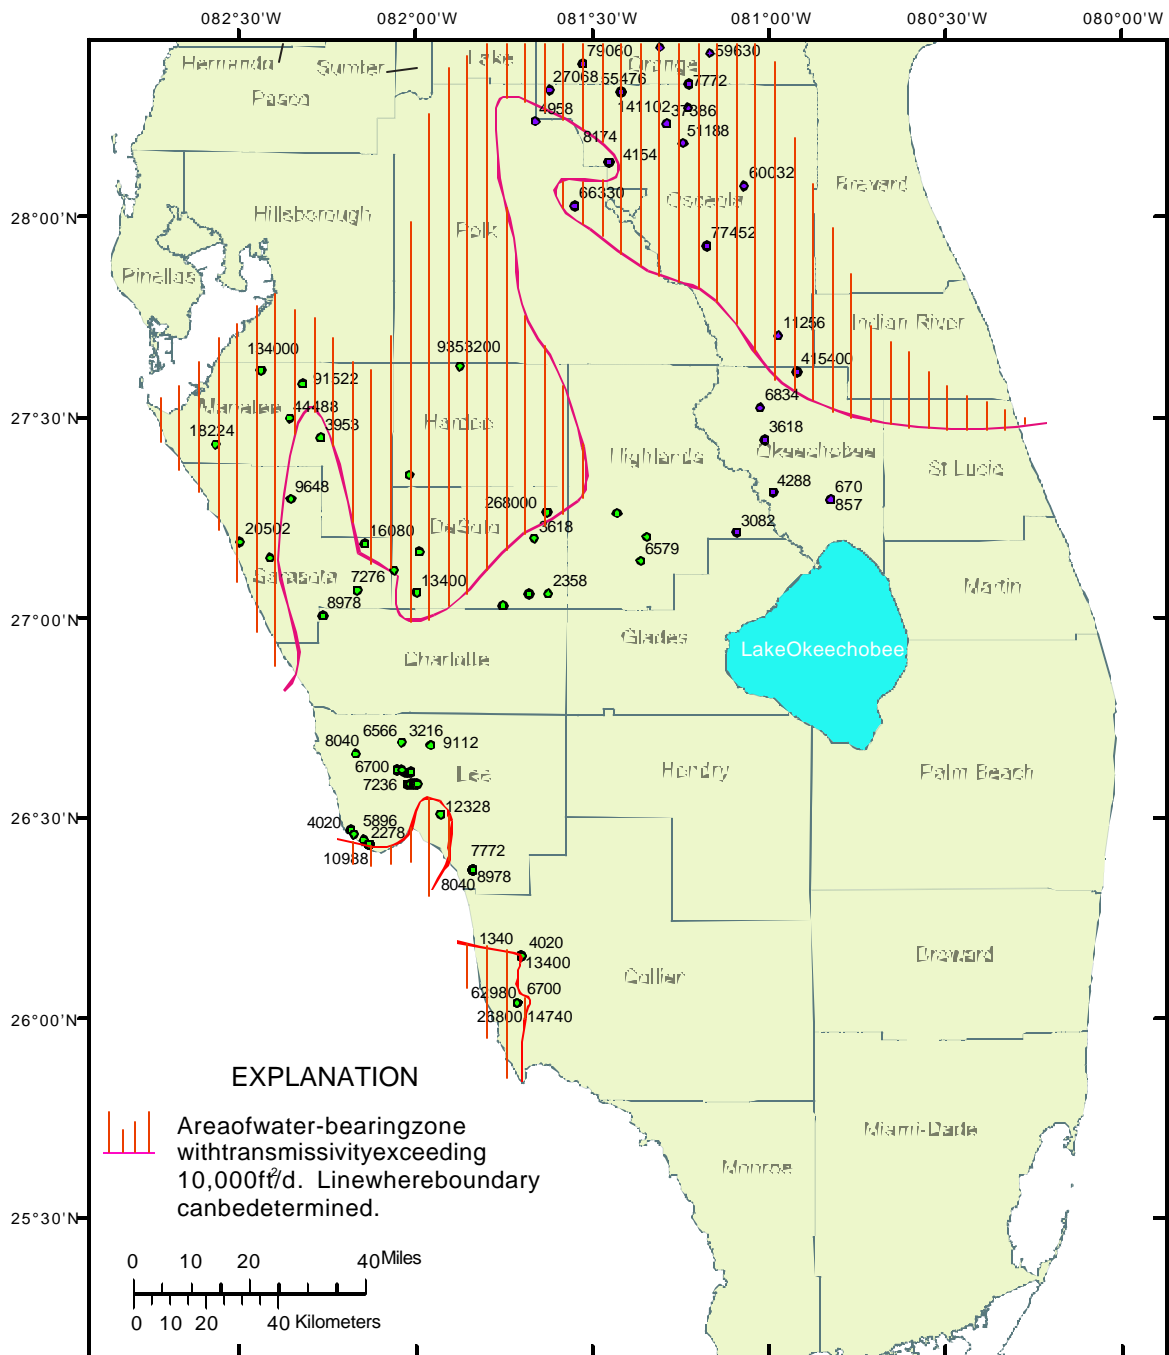 082°30'W 082°00'W 081°30'W 081°00'W 080°30'W 080°00'W
79060 59630
Hernando Sumter Lake Orange
27068 55476 7772
Pasco
4958 141102 37386
8174 51188
4154
60032
Brevard
66330 Osceola
28°00'N
Hillsborough Polk
77452
Pinellas
11256
Indian River
134000 9353200 415400
91522
44488 6834
Manatee
27°30'N
18224 3953 Hardee 3618
Highlands Okeechobee
St Lucie
9648 4288 670
268000 857
20502 16080 DeSoto 3618 3082
6579
Sarasota 7276 13400 2358
Martin
8978
27°00'N
Glades
Charlotte
LakeOkeechobee
6566 3216
8040 9112
6700 Lee Hendry Palm Beach
7236
12328
26°30'N
4020 5896
2278
10988 7772
8040 8978
1340 4020
13400 Collier Broward
62980 6700
26°00'N
26800 14740
EXPLANATION
Areaofwater-bearingzone
withtransmissivityexceeding
10,000ft²/d. Linewhereboundary
canbedetermined.
Miami-Dade
Monroe
25°30'N
0 10 20 40 Miles
0 10 20 40 Kilometers